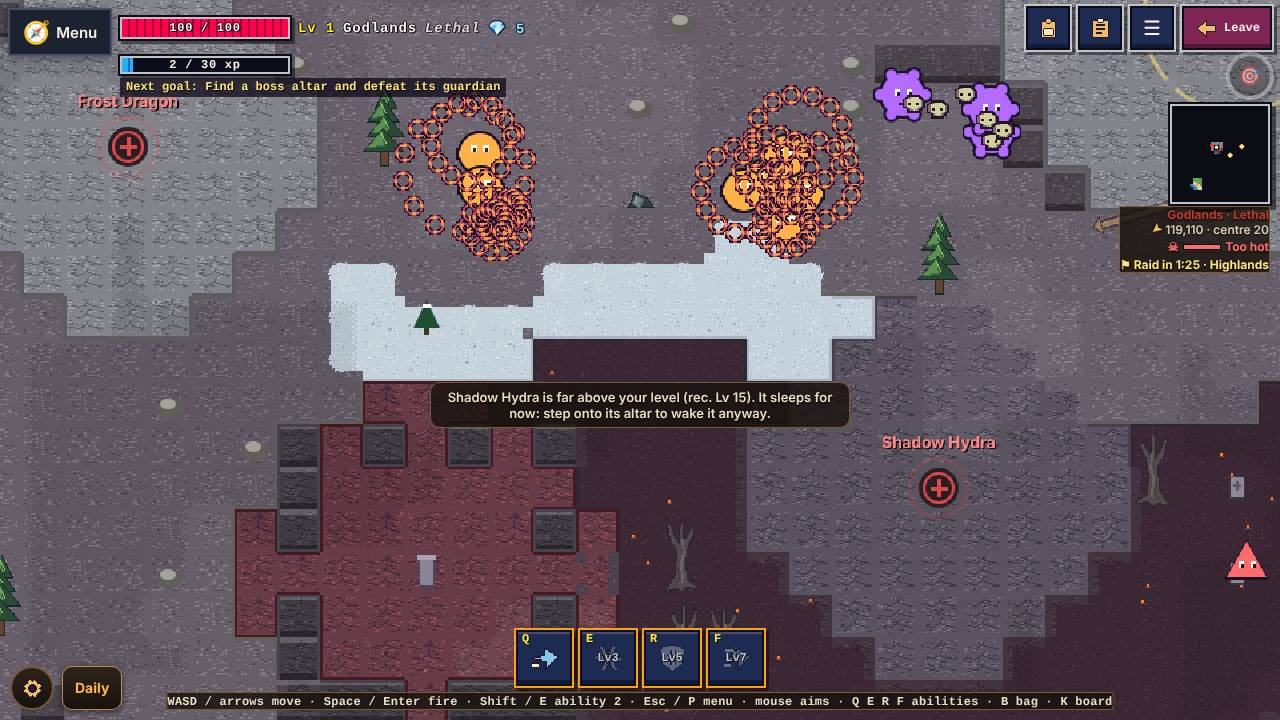 Menu
100 / 100
Lv 1 Godlands Lethal 5
2 / 30 xp
Next goal: Find a boss altar and defeat its guardian
Leave
Frost Dragon
Godlands · Lethal
119,110 · centre 20
Too hot
Raid in 1:25 · Highlands
Shadow Hydra is far above your level (rec. Lv 15). It sleeps for
now: step onto its altar to wake it anyway.
Shadow Hydra
Q
E
R
F
Lv3
Lv5
Lv7
Daily
WASD / arrows move · Space / Enter fire · Shift / E ability 2 · Esc / P menu · mouse aims · Q E R F abilities · B bag · K board